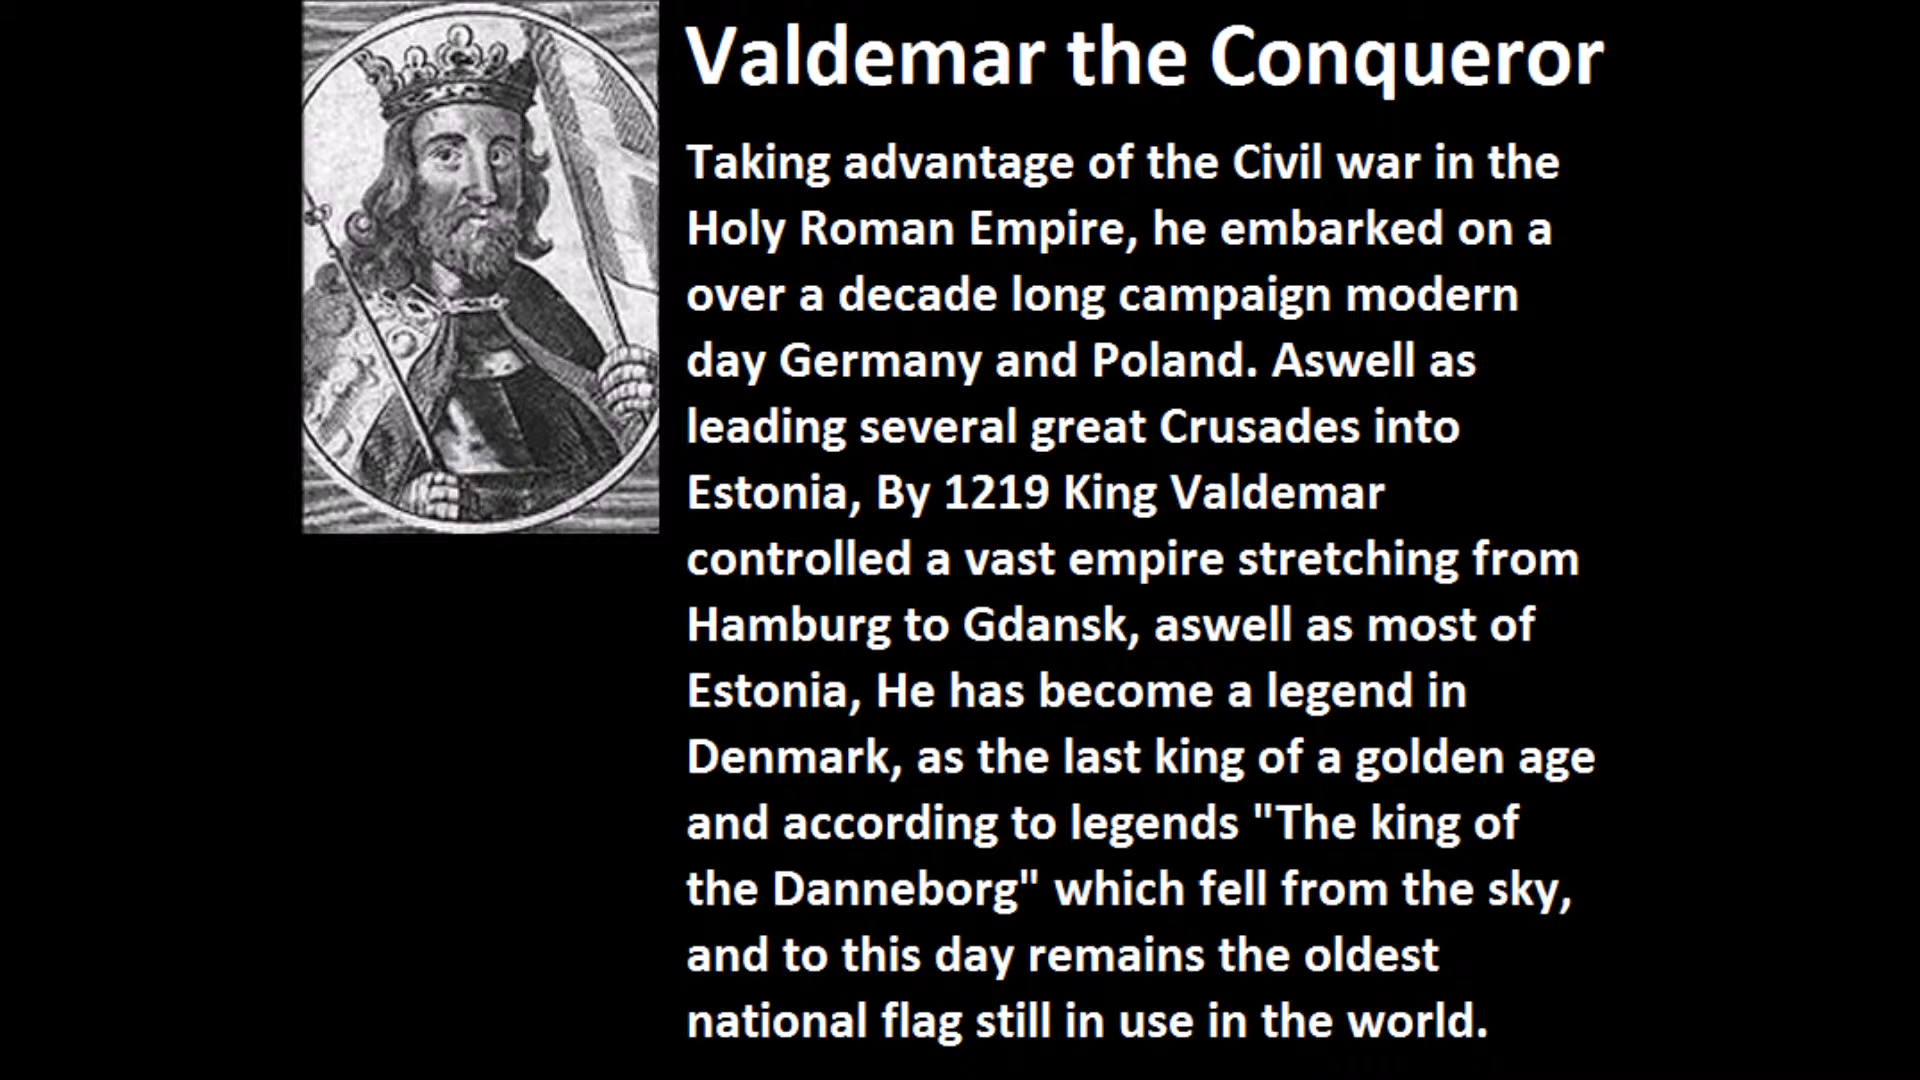 Valdemar the Conqueror
Taking advantage of the Civil war in the
Holy Roman Empire, he embarked on a
over a decade long campaign modern
day Germany and Poland. Aswell as
leading several great Crusades into
Estonia, By 1219 King Valdemar
controlled a vast empire stretching from
Hamburg to Gdansk, aswell as most of
Estonia, He has become a legend in
Denmark, as the last king of a golden age
and according to legends "The king of
the Danneborg" which fell from the sky,
and to this day remains the oldest
national flag still in use in the world.